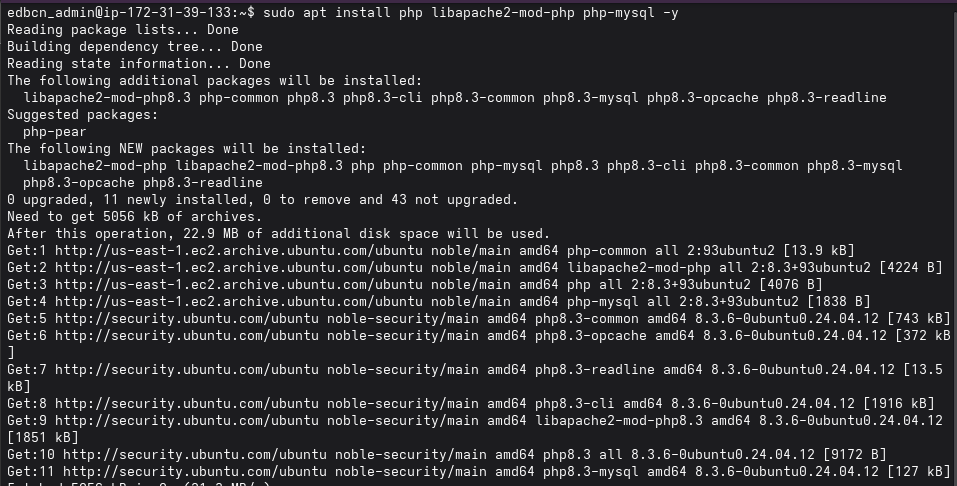 edbcn_admin@ip-172-31-39-133:~$ sudo apt install php libapache2-mod-php php-mysql -y
Reading package lists... Done
Building dependency tree... Done
Reading state information... Done
The following additional packages will be installed:
  libapache2-mod-php8.3 php-common php8.3 php8.3-cli php8.3-common php8.3-mysql php8.3-opcache php8.3-readline
Suggested packages:
  php-pear
The following NEW packages will be installed:
  libapache2-mod-php libapache2-mod-php8.3 php php-common php-mysql php8.3 php8.3-cli php8.3-common php8.3-mysql
  php8.3-opcache php8.3-readline
0 upgraded, 11 newly installed, 0 to remove and 43 not upgraded.
Need to get 5056 kB of archives.
After this operation, 22.9 MB of additional disk space will be used.
Get:1 http://us-east-1.ec2.archive.ubuntu.com/ubuntu noble/main amd64 php-common all 2:93ubuntu2 [13.9 kB]
Get:2 http://us-east-1.ec2.archive.ubuntu.com/ubuntu noble/main amd64 libapache2-mod-php all 2:8.3+93ubuntu2 [4224 B]
Get:3 http://us-east-1.ec2.archive.ubuntu.com/ubuntu noble/main amd64 php all 2:8.3+93ubuntu2 [4076 B]
Get:4 http://us-east-1.ec2.archive.ubuntu.com/ubuntu noble/main amd64 php-mysql all 2:8.3+93ubuntu2 [1838 B]
Get:5 http://security.ubuntu.com/ubuntu noble-security/main amd64 php8.3-common amd64 8.3.6-0ubuntu0.24.04.12 [743 kB]
Get:6 http://security.ubuntu.com/ubuntu noble-security/main amd64 php8.3-opcache amd64 8.3.6-0ubuntu0.24.04.12 [372 kB
]
Get:7 http://security.ubuntu.com/ubuntu noble-security/main amd64 php8.3-readline amd64 8.3.6-0ubuntu0.24.04.12 [13.5
kB]
Get:8 http://security.ubuntu.com/ubuntu noble-security/main amd64 php8.3-cli amd64 8.3.6-0ubuntu0.24.04.12 [1916 kB]
Get:9 http://security.ubuntu.com/ubuntu noble-security/main amd64 libapache2-mod-php8.3 amd64 8.3.6-0ubuntu0.24.04.12
[1851 kB]
Get:10 http://security.ubuntu.com/ubuntu noble-security/main amd64 php8.3 all 8.3.6-0ubuntu0.24.04.12 [9172 B]
Get:11 http://security.ubuntu.com/ubuntu noble-security/main amd64 php8.3-mysql amd64 8.3.6-0ubuntu0.24.04.12 [127 kB]